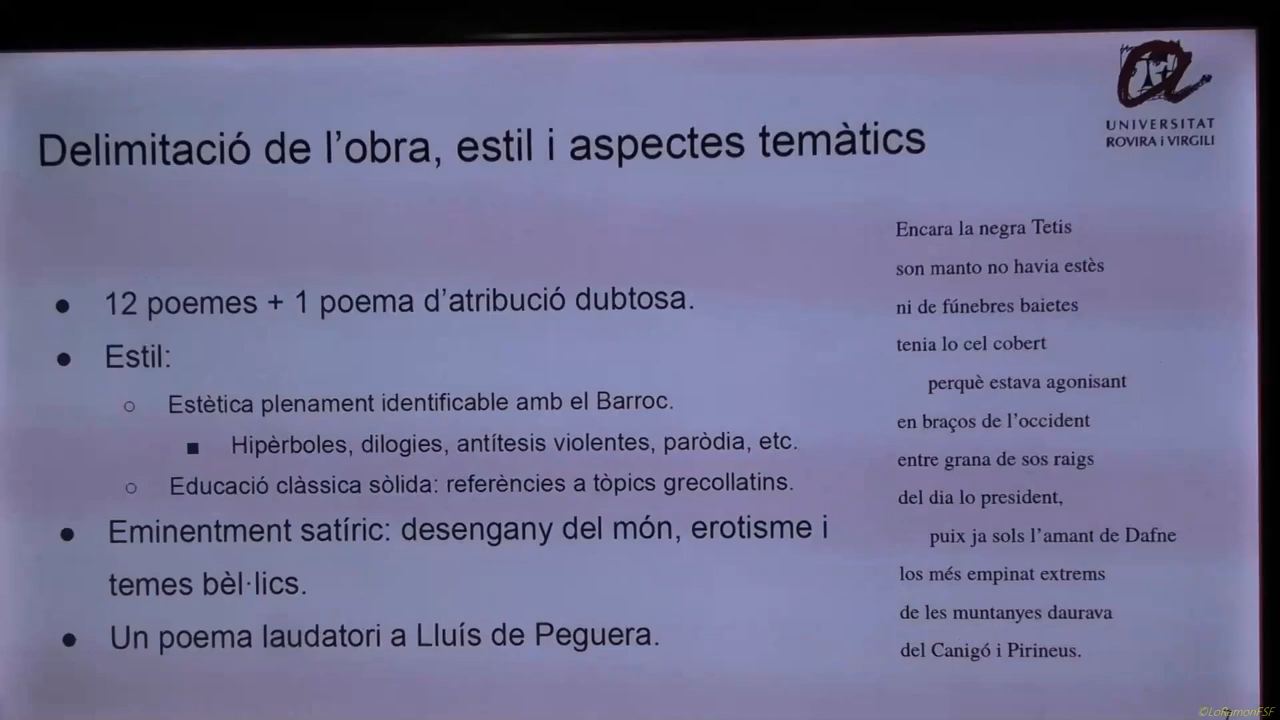 Delimitació de l'obra, estil i aspectes temàtics
UNIVERSITAT
ROVIRA i VIRGILI
● 12 poemes + 1 poema d'atribució dubtosa.
● Estil:
○ Estètica plenament identificable amb el Barroc.
■ Hipèrboles, dilogies, antítesis violentes, paròdia, etc.
○ Educació clàssica sòlida: referències a tòpics grecollatins.
● Eminentment satíric: desengany del món, erotisme i
temes bèl·lics.
● Un poema laudatori a Lluís de Peguera.
Encara la negra Tetis
son manto no havia estès
ni de fúnebres baietes
tenia lo cel cobert
perquè estava agonisant
en braços de l'occident
entre grana de sos raigs
del dia lo president,
puix ja sols l'amant de Dafne
los més empinat extrems
de les muntanyes daurava
del Canigó i Pirineus.
©LoRamonFSF